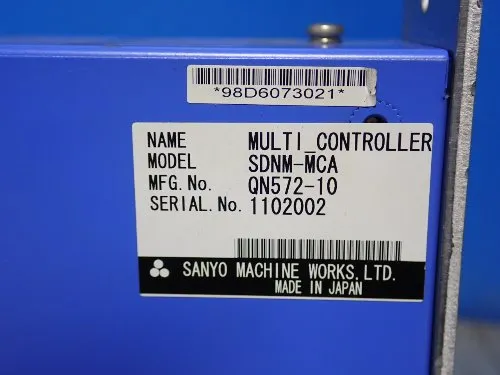 *98D6073021*
NAME MULTI_CONTROLLER
MODEL SDNM-MCA
MFG.No. QN572-10
SERIAL.No. 1102002
SANYO MACHINE WORKS,LTD.
MADE IN JAPAN